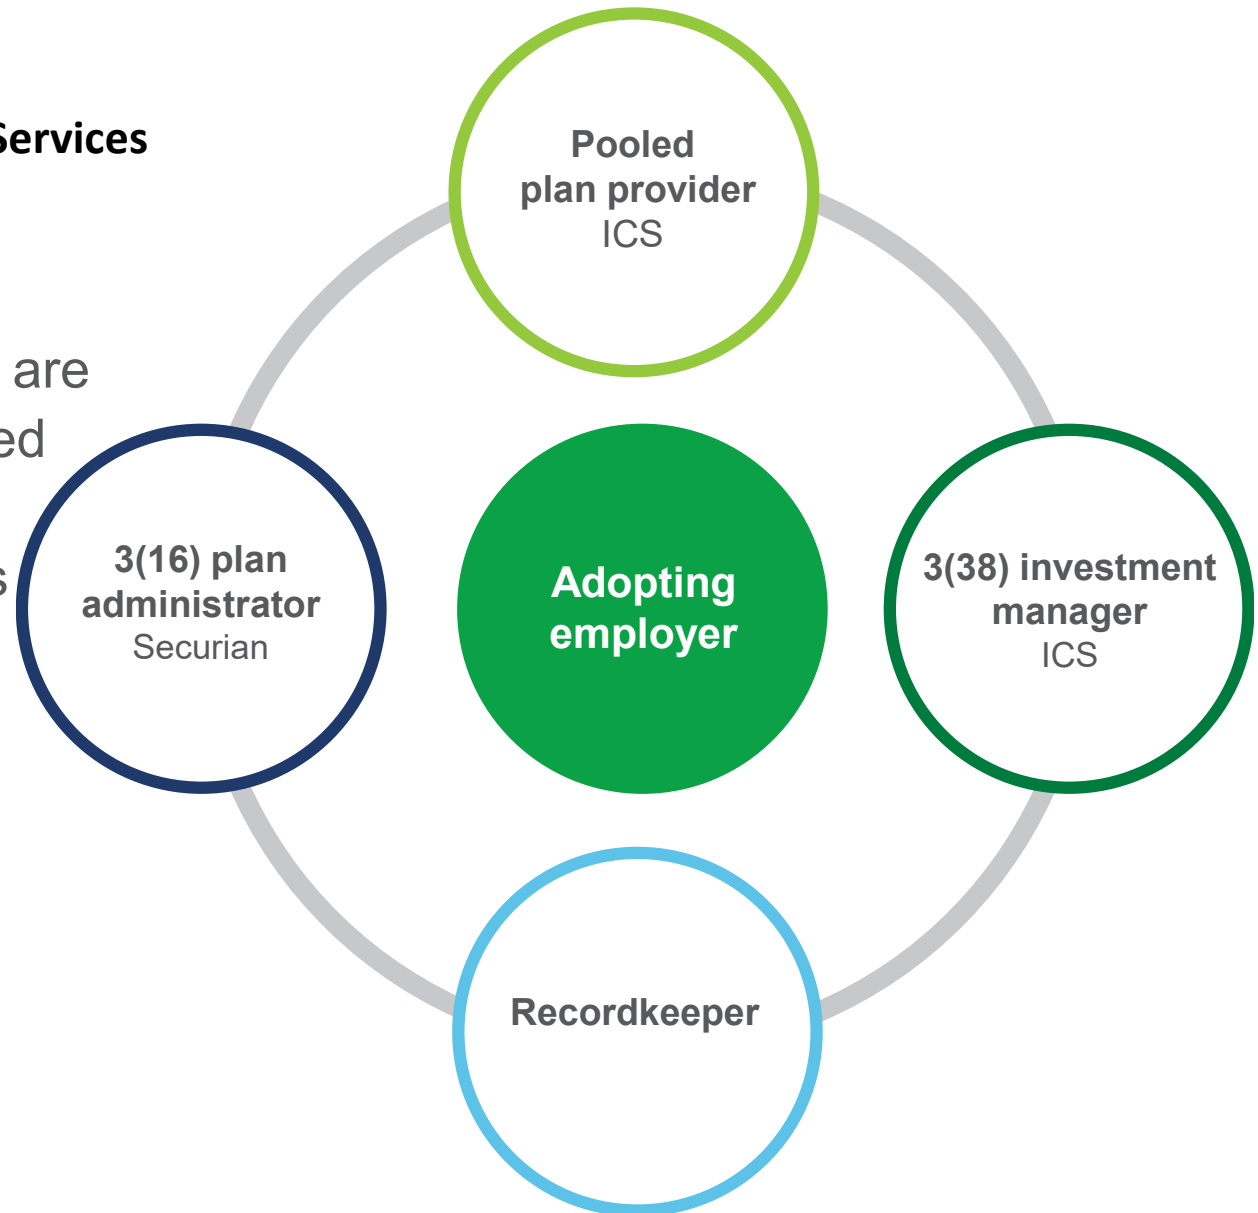 Services
Pooled
plan provider
ICS
are
ed
s
3(16) plan
administrator
Securian
Adopting
employer
3(38) investment
manager
ICS
Recordkeeper